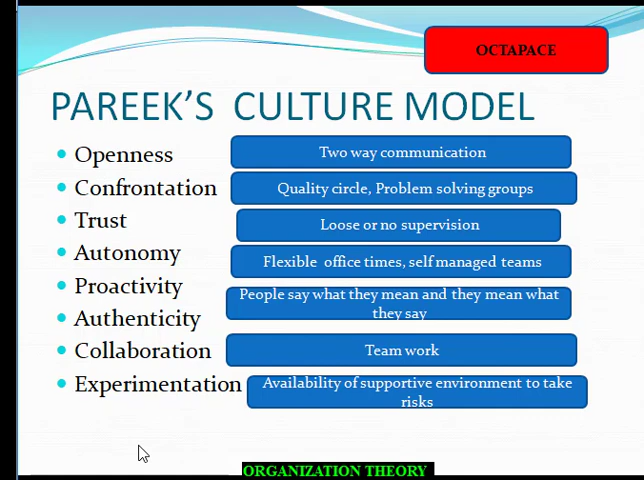 OCTAPACE
PAREEK'S CULTURE MODEL
Openness
Two way communication
Confrontation
Quality circle, Problem solving groups
Trust
Loose or no supervision
Autonomy
Flexible office times, self managed teams
Proactivity
People say what they mean and they mean what
they say
Authenticity
Collaboration
Team work
Experimentation
Availability of supportive environment to take
risks
ORGANIZATION THEORY